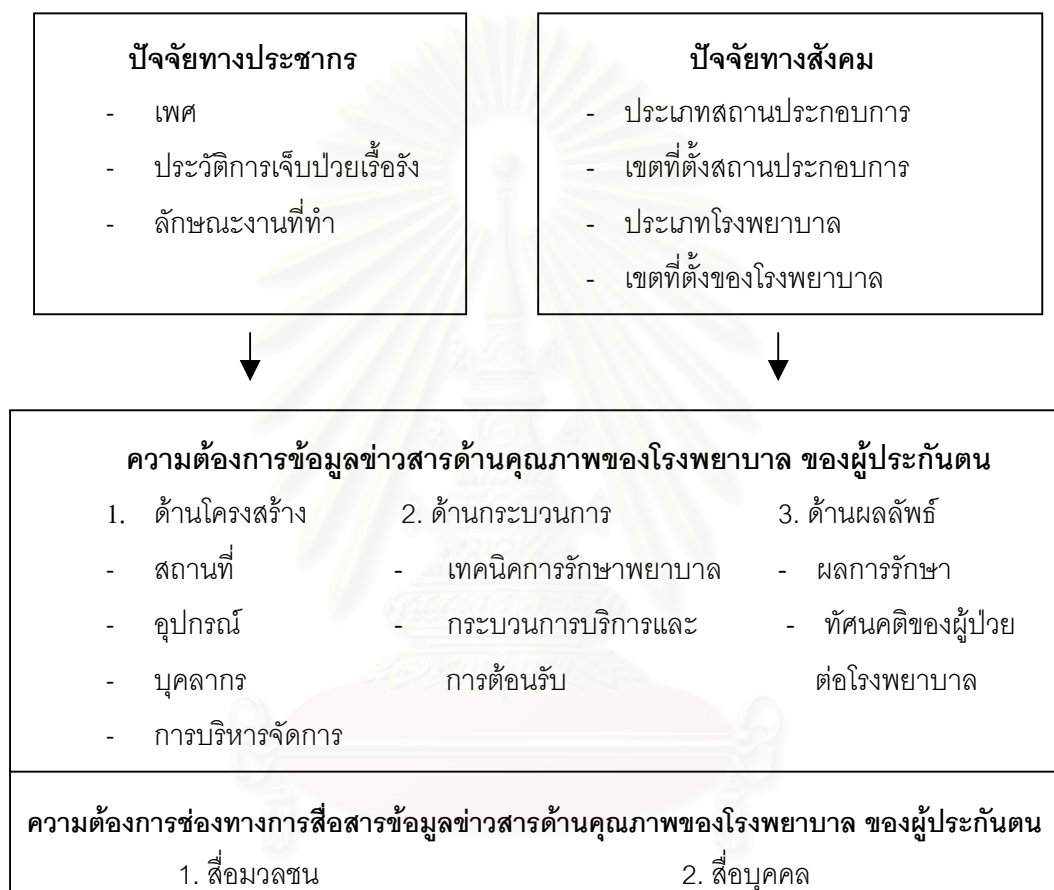 ปัจจัยทางประชากร
- เพศ
- ประวัติการเจ็บป่วยเรื้อรัง
- ลักษณะงานที่ทำ
ปัจจัยทางสังคม
- ประเภทสถานประกอบการ
- เขตที่ตั้งสถานประกอบการ
- ประเภทโรงพยาบาล
- เขตที่ตั้งของโรงพยาบาล
ความต้องการข้อมูลข่าวสารด้านคุณภาพของโรงพยาบาล ของผู้ประกันตน
1. ด้านโครงสร้าง
- สถานที่
- อุปกรณ์
- บุคลากร
- การบริหารจัดการ
2. ด้านกระบวนการ
- เทคนิคการรักษาพยาบาล
- กระบวนการบริการและ
การต้อนรับ
3. ด้านผลลัพธ์
- ผลการรักษา
- ทัศนคติของผู้ป่วย
ต่อโรงพยาบาล
ความต้องการช่องทางการสื่อสารข้อมูลข่าวสารด้านคุณภาพของโรงพยาบาล ของผู้ประกันตน
1. สื่อมวลชน
2. สื่อบุคคล